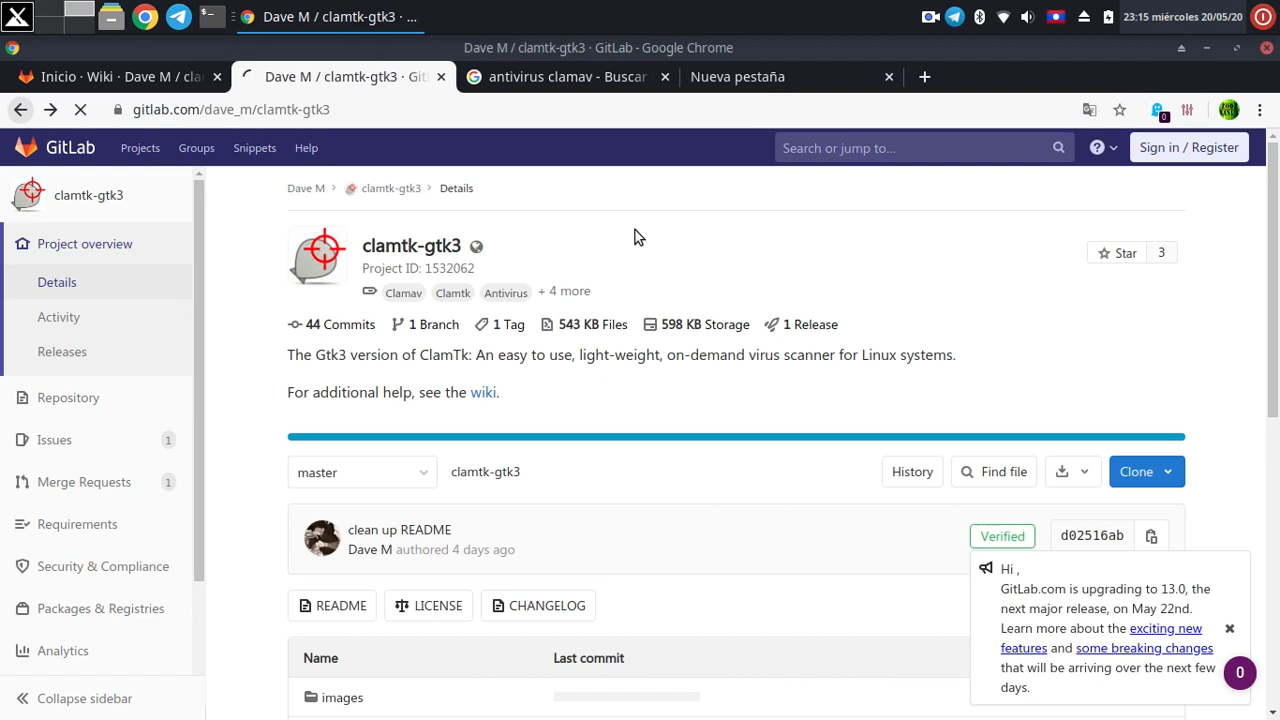 Dave M / clamtk-gtk3 · ...
23:15 miércoles 20/05/20
Dave M / clamtk-gtk3 · GitLab - Google Chrome
Inicio · Wiki · Dave M / cla
Dave M / clamtk-gtk3 · Git
antivirus clamav - Buscar
Nueva pestaña
gitlab.com/dave_m/clamtk-gtk3
0
GitLab
Projects
Groups
Snippets
Help
Search or jump to...
Sign in / Register
clamtk-gtk3
Project overview
Details
Activity
Releases
Repository
Issues
1
Merge Requests
1
Requirements
Security & Compliance
Packages & Registries
Analytics
Collapse sidebar
Dave M > clamtk-gtk3 > Details
clamtk-gtk3
Project ID: 1532062
Clamav Clamtk Antivirus + 4 more
Star 3
44 Commits 1 Branch 1 Tag 543 KB Files 598 KB Storage 1 Release
The Gtk3 version of ClamTk: An easy to use, light-weight, on-demand virus scanner for Linux systems.
For additional help, see the wiki.
master
clamtk-gtk3
History
Find file
Clone
clean up README
Dave M authored 4 days ago
Verified
d02516ab
README
LICENSE
CHANGELOG
Name
Last commit
images
Hi ,
GitLab.com is upgrading to 13.0, the
next major release, on May 22nd.
Learn more about the exciting new
features and some breaking changes
that will be arriving over the next few
days.
0